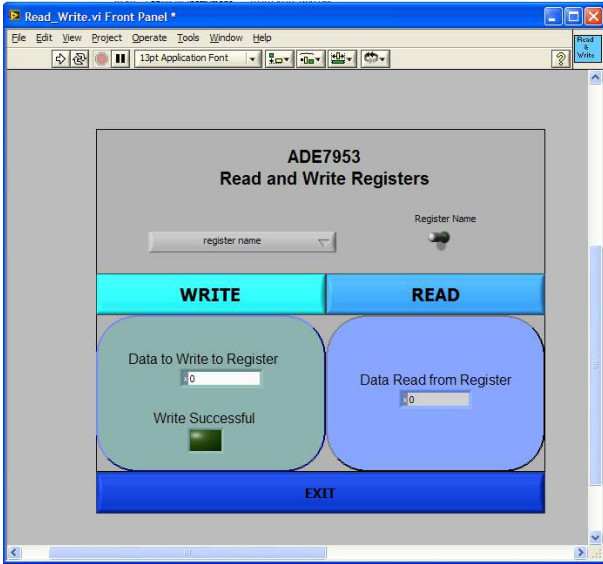 Read_Write.vi Front Panel *
File Edit View Project Operate Tools Window Help
13pt Application Font
Read
&
Write
ADE7953
Read and Write Registers
Register Name
register name
WRITE READ
Data to Write to Register
x 0
Data Read from Register
x 0
Write Successful
EXIT